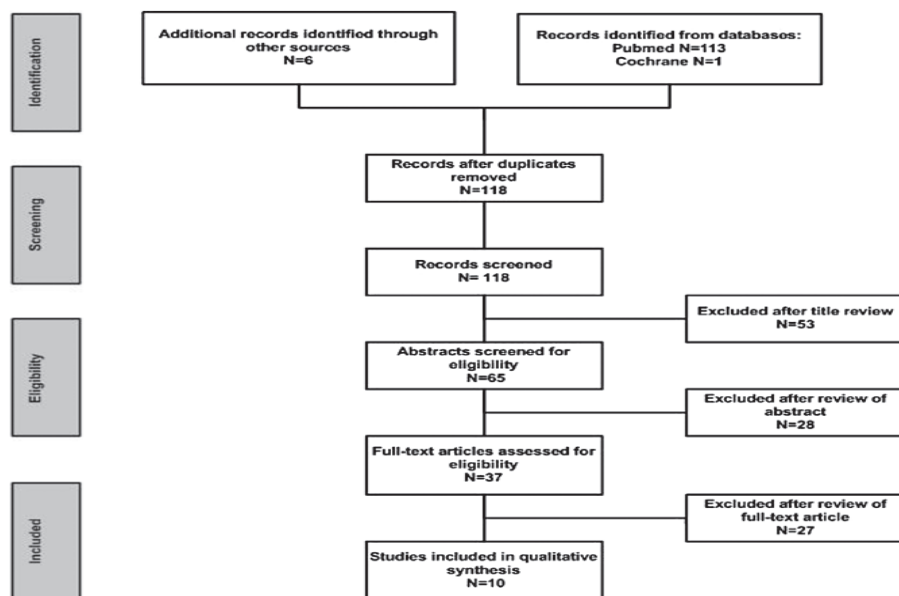 Identification
Additional records identified through
other sources
N=6
Records identified from databases:
Pubmed N=113
Cochrane N=1
Screening
Records after duplicates
removed
N=118
Records screened
N= 118
Excluded after title review
N=53
Eligibility
Abstracts screened for
eligibility
N=65
Excluded after review of
abstract
N=28
Full-text articles assessed for
eligibility
N=37
Included
Excluded after review of
full-text article
N=27
Studies included in qualitative
synthesis
N=10